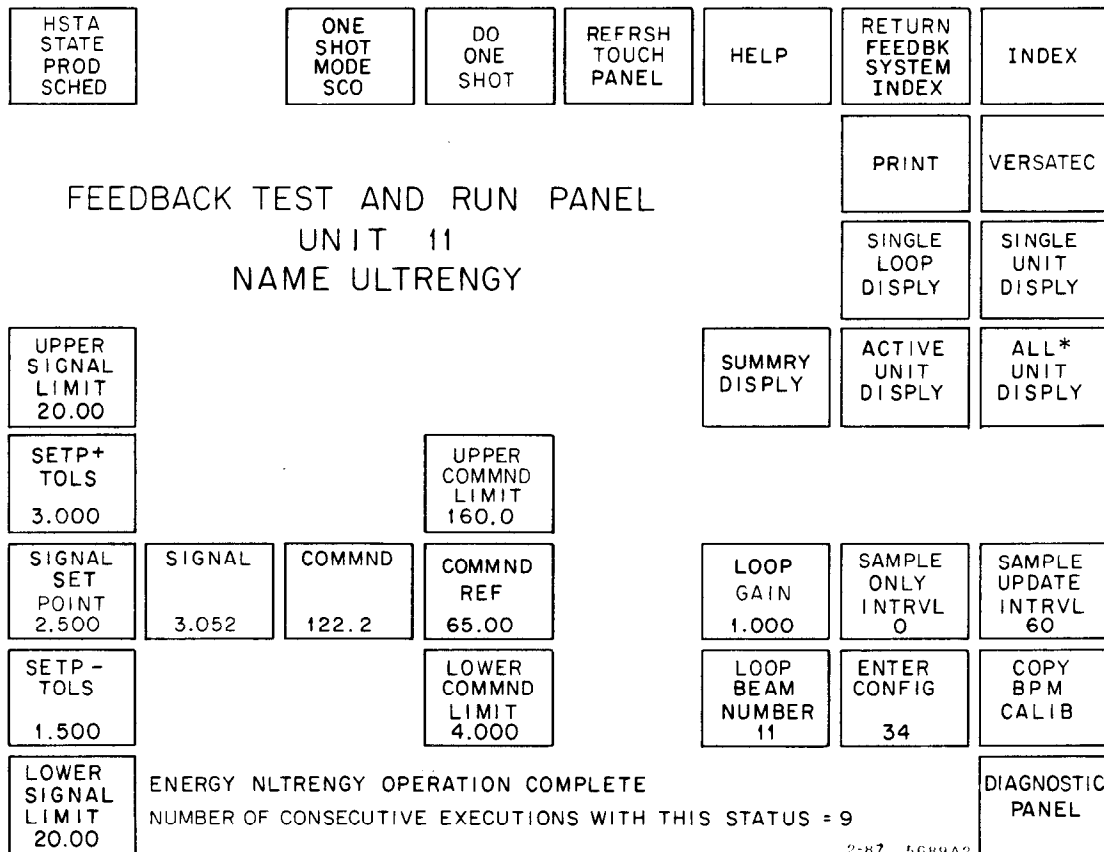 HSTA
STATE
PROD
SCHED
ONE
SHOT
MODE
SCO
DO
ONE
SHOT
REFRSH
TOUCH
PANEL
HELP
RETURN
FEEDBK
SYSTEM
INDEX
INDEX
PRINT
VERSATEC
FEEDBACK TEST AND RUN PANEL
UNIT 11
NAME ULTRENGY
SINGLE
LOOP
DISPLY
SINGLE
UNIT
DISPLY
UPPER
SIGNAL
LIMIT
20.00
SUMMRY
DISPLY
ACTIVE
UNIT
DISPLY
ALL*
UNIT
DISPLY
SETP+
TOLS
3.000
UPPER
COMMND
LIMIT
160.0
SIGNAL
SET
POINT
2.500
SIGNAL
3.052
COMMND
122.2
COMMND
REF
65.00
LOOP
GAIN
1.000
SAMPLE
ONLY
INTRVL
0
SAMPLE
UPDATE
INTRVL
60
SETP-
TOLS
1.500
LOWER
COMMND
LIMIT
4.000
LOOP
BEAM
NUMBER
11
ENTER
CONFIG
34
COPY
BPM
CALIB
LOWER
SIGNAL
LIMIT
20.00
ENERGY NLTRENGY OPERATION COMPLETE
NUMBER OF CONSECUTIVE EXECUTIONS WITH THIS STATUS = 9
DIAGNOSTIC
PANEL
2-87 5689A2